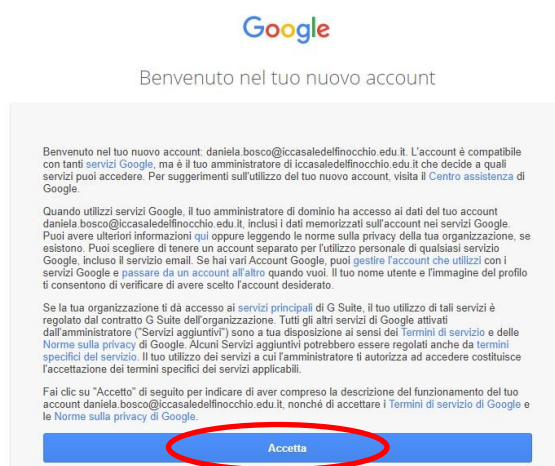 Google
Benvenuto nel tuo nuovo account
Benvenuto nel tuo nuovo account: daniela.bosco@iccasaledelfinocchio.edu.it. L'account è compatibile
con tanti servizi Google, ma è il tuo amministratore di iccasaledelfinocchio.edu.it che decide a quali
servizi puoi accedere. Per suggerimenti sull'utilizzo del tuo nuovo account, visita il Centro assistenza di
Google.
Quando utilizzi servizi Google, il tuo amministratore di dominio ha accesso ai dati del tuo account
daniela.bosco@iccasaledelfinocchio.edu.it, inclusi i dati memorizzati sull'account nei servizi Google.
Puoi avere ulteriori informazioni qui oppure leggendo le norme sulla privacy della tua organizzazione, se
esistono. Puoi scegliere di tenere un account separato per l'utilizzo personale di qualsiasi servizio
Google, incluso il servizio email. Se hai vari Account Google, puoi gestire l'account che utilizzi con i
servizi Google e passare da un account all'altro quando vuoi. Il tuo nome utente e l'immagine del profilo
ti consentono di verificare di avere scelto l'account desiderato.
Se la tua organizzazione ti dà accesso ai servizi principali di G Suite, il tuo utilizzo di tali servizi è
regolato dal contratto G Suite dell'organizzazione. Tutti gli altri servizi di Google attivati
dall'amministratore ("Servizi aggiuntivi") sono a tua disposizione ai sensi dei Termini di servizio e delle
Norme sulla privacy di Google. Alcuni Servizi aggiuntivi potrebbero essere regolati anche da termini
specifici del servizio. Il tuo utilizzo dei servizi a cui l'amministratore ti autorizza ad accedere costituisce
l'accettazione dei termini specifici dei servizi applicabili.
Fai clic su "Accetto" di seguito per indicare di aver compreso la descrizione del funzionamento del tuo
account daniela.bosco@iccasaledelfinocchio.edu.it, nonché di accettare i Termini di servizio di Google e
le Norme sulla privacy di Google.
Accetta